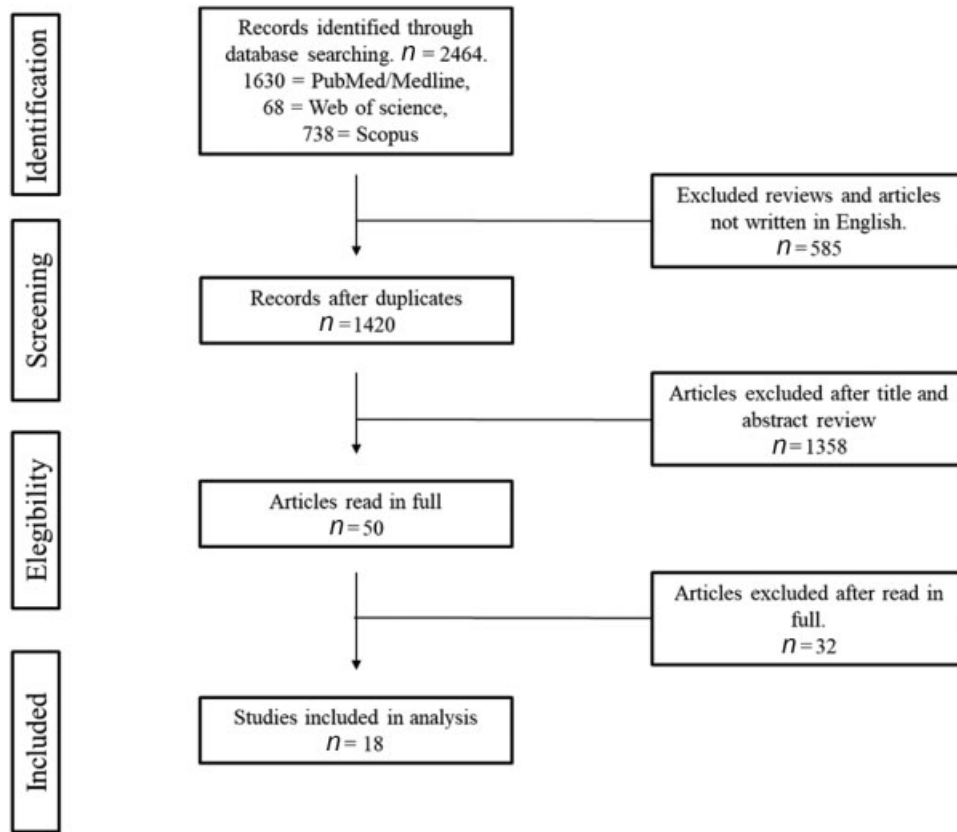 Identification
Records identified through
database searching. n = 2464.
1630 = PubMed/Medline,
68 = Web of science,
738 = Scopus
Excluded reviews and articles
not written in English.
n = 585
Screening
Records after duplicates
n =1420
Articles excluded after title and
abstract review
n =1358
Elegibility
Articles read in full
n = 50
Articles excluded after read in
full.
n = 32
Included
Studies included in analysis
n = 18